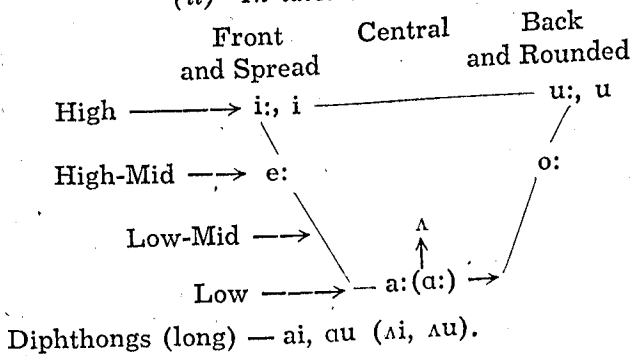 Front Central Back
and Spread and Rounded
High i:, i u:, u
High-Mid e: o:
Low-Mid ʌ
Low a: (ɑ:)
Diphthongs (long) — ai, ɑu (ʌi, ʌu).